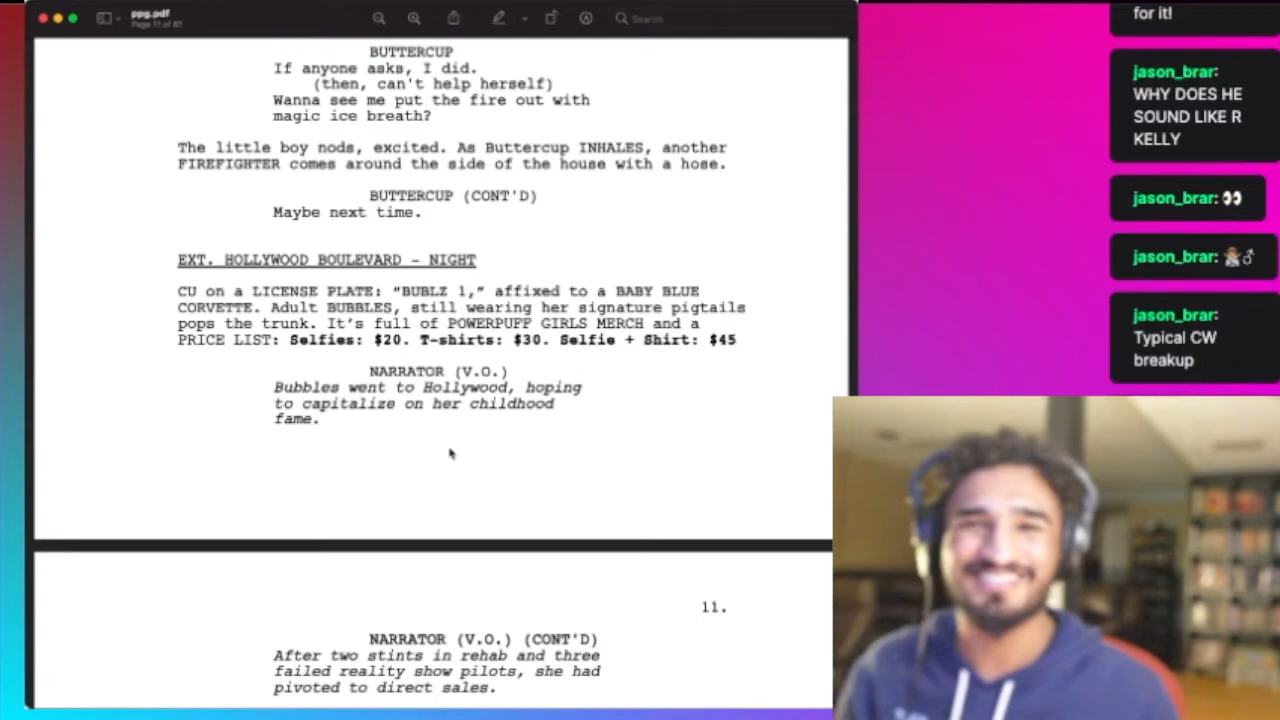 ppg.pdf
Page 11 of 61
Search
BUTTERCUP
If anyone asks, I did.
(then, can't help herself)
Wanna see me put the fire out with
magic ice breath?
The little boy nods, excited. As Buttercup INHALES, another
FIREFIGHTER comes around the side of the house with a hose.
BUTTERCUP (CONT'D)
Maybe next time.
EXT. HOLLYWOOD BOULEVARD - NIGHT
CU on a LICENSE PLATE: “BUBLZ 1,” affixed to a BABY BLUE
CORVETTE. Adult BUBBLES, still wearing her signature pigtails
pops the trunk. It’s full of POWERPUFF GIRLS MERCH and a
PRICE LIST: Selfies: $20. T-shirts: $30. Selfie + Shirt: $45
NARRATOR (V.O.)
Bubbles went to Hollywood, hoping
to capitalize on her childhood
fame.
11.
NARRATOR (V.O.) (CONT'D)
After two stints in rehab and three
failed reality show pilots, she had
pivoted to direct sales.
for it!
jason_brar:
WHY DOES HE
SOUND LIKE R
KELLY
jason_brar: 👀
jason_brar:
jason_brar:
Typical CW
breakup